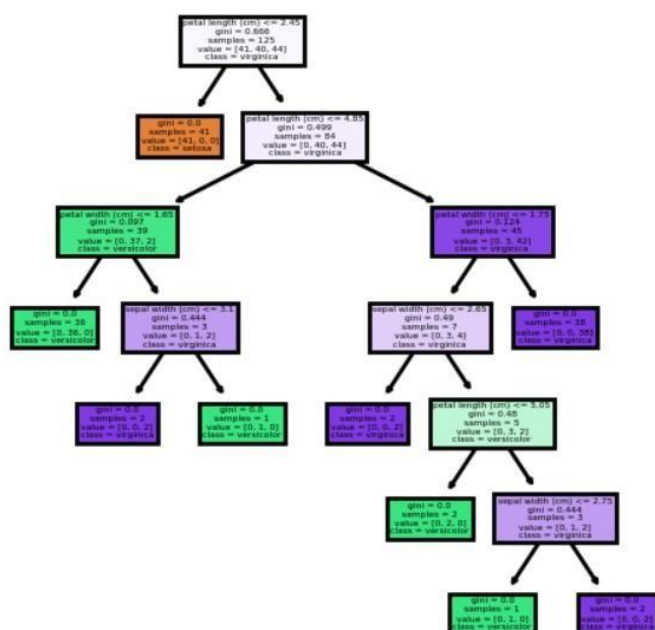 petal length (cm) <= 2.45
gini = 0.666
samples = 125
value = [41, 40, 44]
class = virginica
gini = 0.0
samples = 41
value = [41, 0, 0]
class = setosa
petal length (cm) <= 4.85
gini = 0.499
samples = 84
value = [0, 40, 44]
class = virginica
petal width (cm) <= 1.65
gini = 0.097
samples = 39
value = [0, 37, 2]
class = versicolor
petal width (cm) <= 1.75
gini = 0.124
samples = 45
value = [0, 3, 42]
class = virginica
gini = 0.0
samples = 36
value = [0, 36, 0]
class = versicolor
sepal width (cm) <= 3.1
gini = 0.444
samples = 3
value = [0, 1, 2]
class = virginica
sepal width (cm) <= 2.65
gini = 0.49
samples = 7
value = [0, 3, 4]
class = virginica
gini = 0.0
samples = 38
value = [0, 0, 38]
class = virginica
gini = 0.0
samples = 2
value = [0, 0, 2]
class = virginica
gini = 0.0
samples = 1
value = [0, 1, 0]
class = versicolor
gini = 0.0
samples = 2
value = [0, 0, 2]
class = virginica
petal length (cm) <= 5.05
gini = 0.48
samples = 5
value = [0, 3, 2]
class = versicolor
gini = 0.0
samples = 2
value = [0, 2, 0]
class = versicolor
sepal width (cm) <= 2.75
gini = 0.444
samples = 3
value = [0, 1, 2]
class = virginica
gini = 0.0
samples = 1
value = [0, 1, 0]
class = versicolor
gini = 0.0
samples = 2
value = [0, 0, 2]
class = virginica